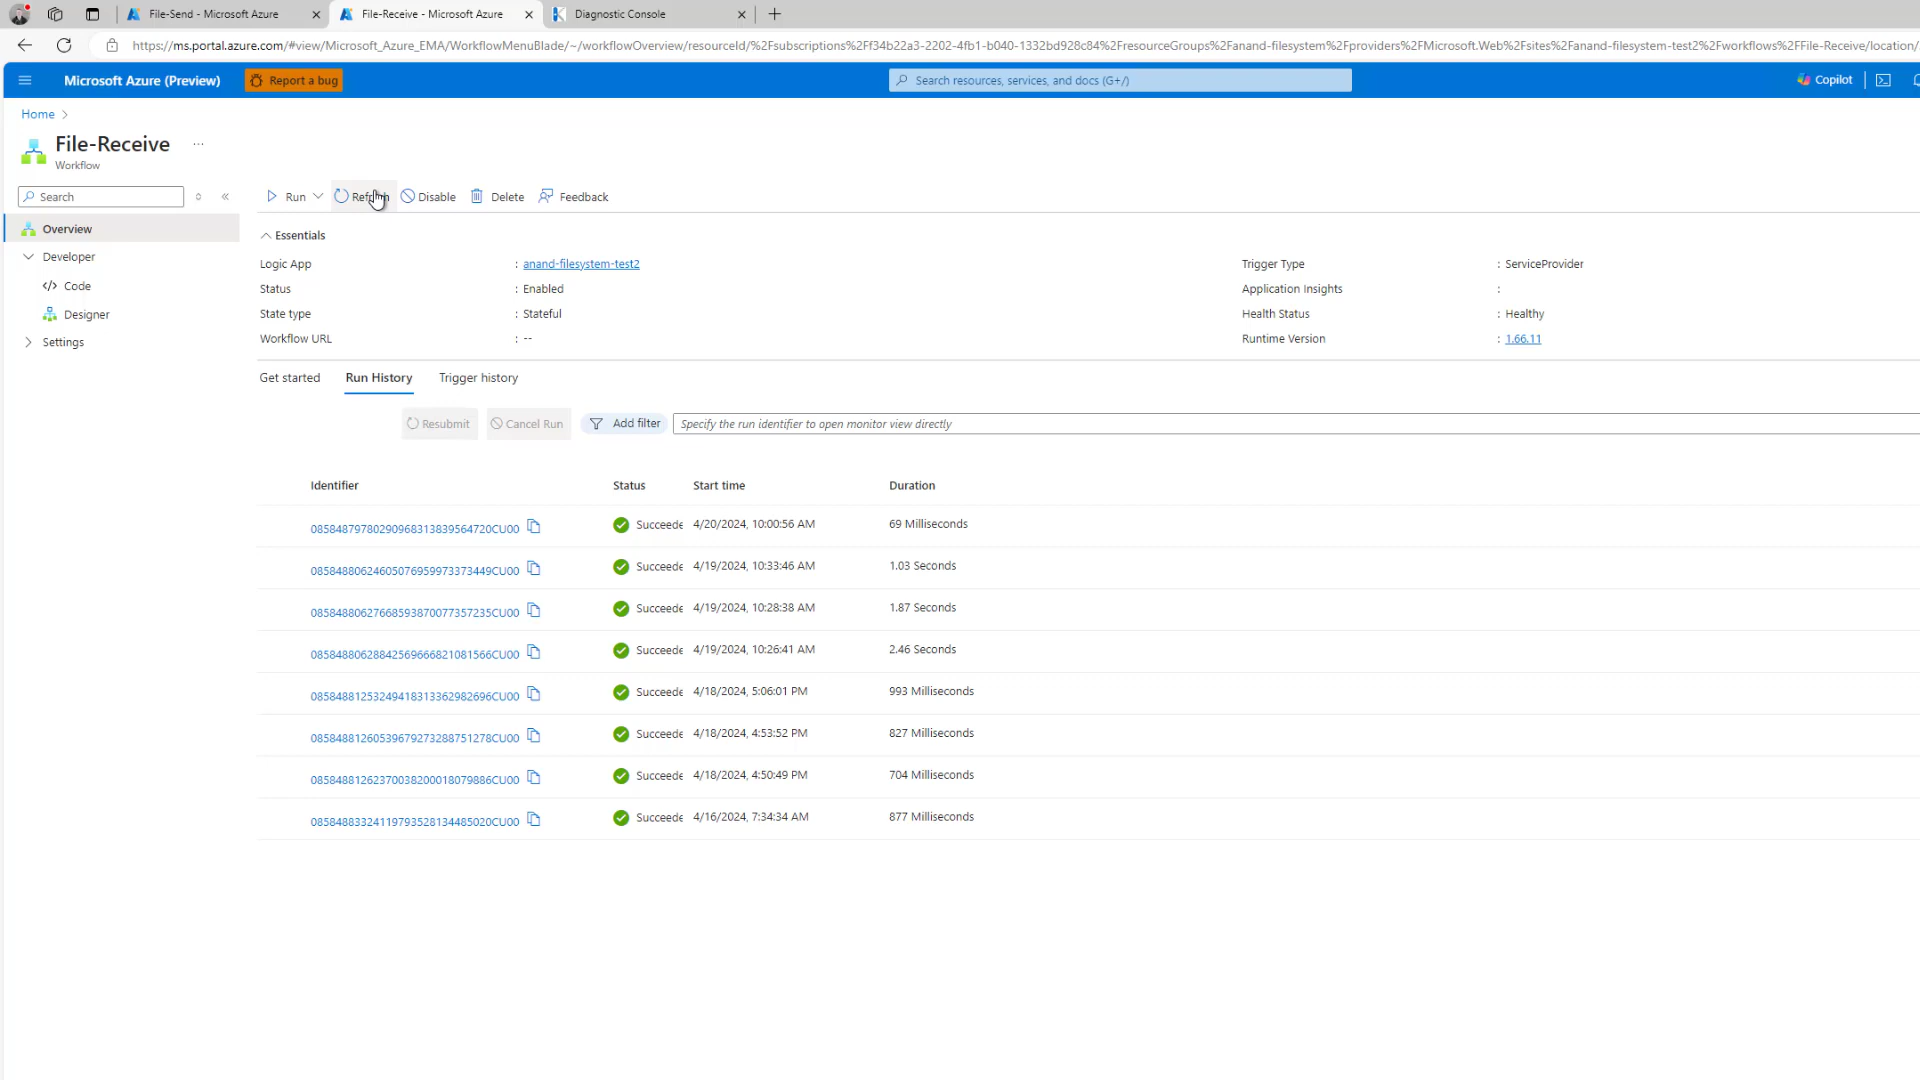 File-Send - Microsoft Azure
File-Receive - Microsoft Azure
Diagnostic Console
https://ms.portal.azure.com/#view/Microsoft_Azure_EMA/WorkflowMenuBlade/~/workflowOverview/resourceId/%2Fsubscriptions%2Ff34b22a3-2202-4fb1-b040-1332bd928c84%2FresourceGroups%2Fanand-filesystem%2Fproviders%2FMicrosoft.Web%2Fsites%2Fanand-filesystem-test2%2Fworkflows%2FFile-Receive/location/
Microsoft Azure (Preview)
Report a bug
Search resources, services, and docs (G+/)
Copilot
Home
File-Receive ...
Workflow
Search
Run
Disable
Delete
Feedback
Overview
Developer
Code
Designer
Settings
Essentials
Logic App : anand-filesystem-test2
Status : Enabled
State type : Stateful
Workflow URL : --
Trigger Type : ServiceProvider
Application Insights :
Health Status : Healthy
Runtime Version : 1.66.11
Get started Run History Trigger history
Resubmit Cancel Run Add filter Specify the run identifier to open monitor view directly
Identifier Status Start time Duration
08584879780290968313839564720CU00 Succeede 4/20/2024, 10:00:56 AM 69 Milliseconds
08584880624605076959973373449CU00 Succeede 4/19/2024, 10:33:46 AM 1.03 Seconds
08584880627668593870077357235CU00 Succeede 4/19/2024, 10:28:38 AM 1.87 Seconds
08584880628842569666821081566CU00 Succeede 4/19/2024, 10:26:41 AM 2.46 Seconds
08584881253249418313362982696CU00 Succeede 4/18/2024, 5:06:01 PM 993 Milliseconds
08584881260539679273288751278CU00 Succeede 4/18/2024, 4:53:52 PM 827 Milliseconds
08584881262370038200018079886CU00 Succeede 4/18/2024, 4:50:49 PM 704 Milliseconds
08584883324119793528134485020CU00 Succeede 4/16/2024, 7:34:34 AM 877 Milliseconds